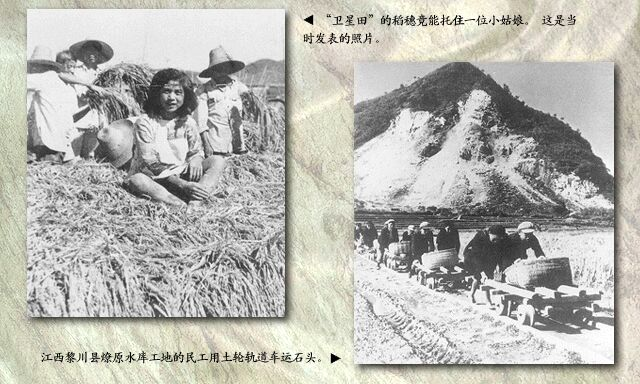 ◀ “卫星田”的稻穗竟能托住一位小姑娘。 这是当
时发表的照片。
江西黎川县燎原水库工地的民工用土轮轨道车运石头。▶